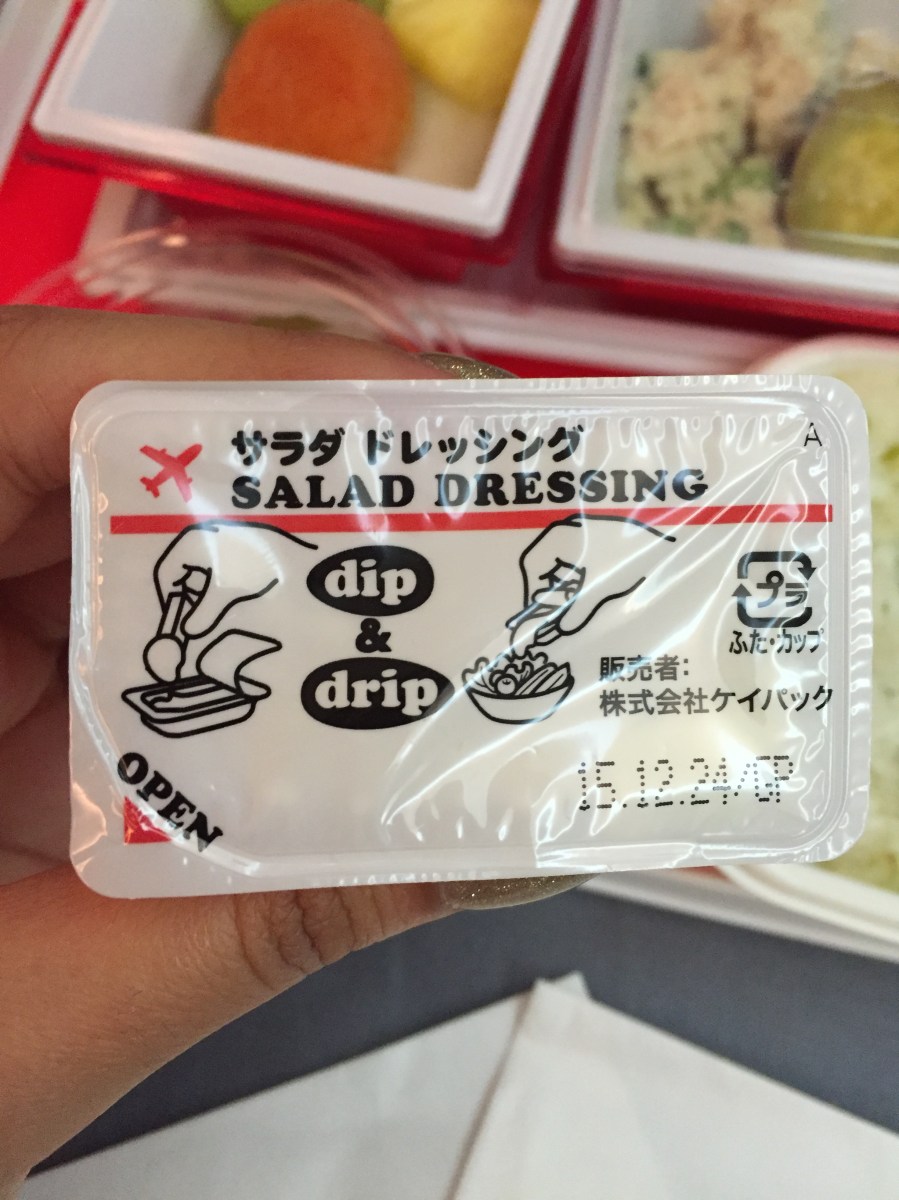 サラダ ドレッシング
A
SALAD DRESSING
dip
&
drip
プラ
ふた・カップ
販売者:
株式会社ケイパック
15.12.24/GP
OPEN